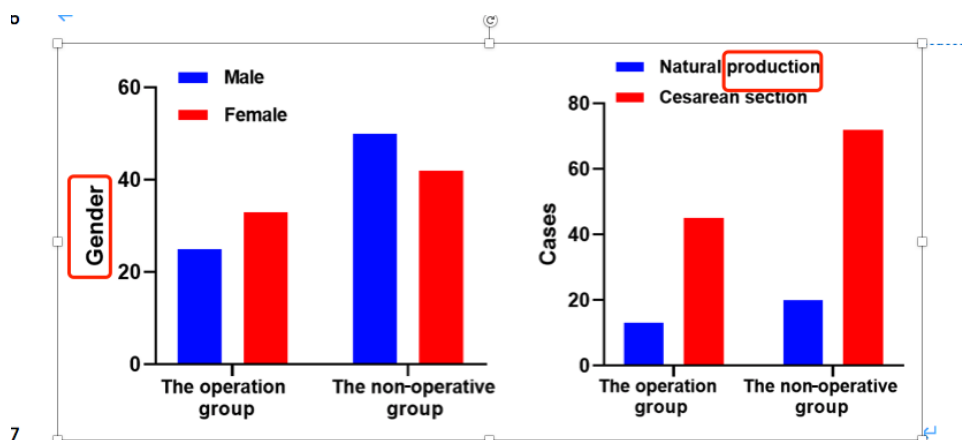 Male
Female
60
40
20
0
Gender
The operation
group
The non-operative
group
Natural production
Cesarean section
80
60
40
20
0
Cases
The operation
group
The non-operative
group
7